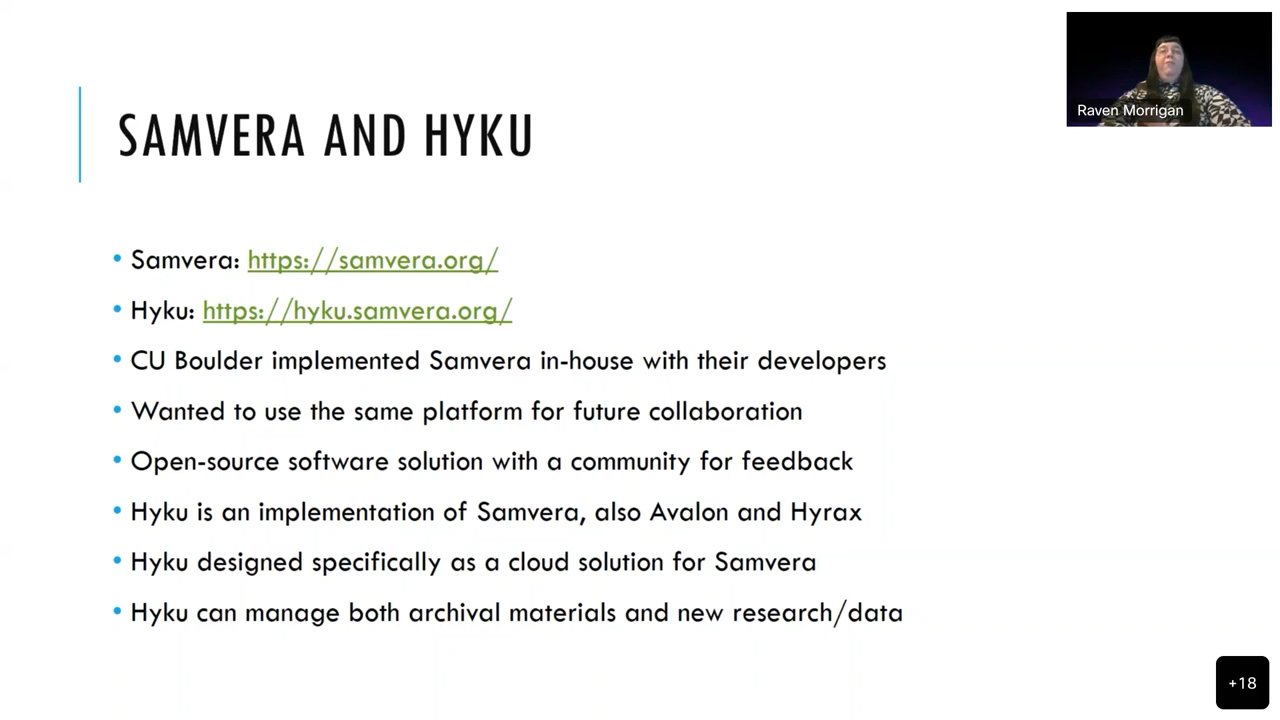 SAMVERA AND HYKU
Raven Morrigan
• Samvera: https://samvera.org/
• Hyku: https://hyku.samvera.org/
• CU Boulder implemented Samvera in-house with their developers
• Wanted to use the same platform for future collaboration
• Open-source software solution with a community for feedback
• Hyku is an implementation of Samvera, also Avalon and Hyrax
• Hyku designed specifically as a cloud solution for Samvera
• Hyku can manage both archival materials and new research/data
+18